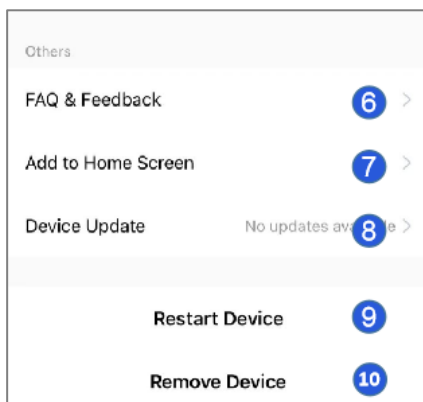 Others
FAQ & Feedback 6 >
Add to Home Screen 7 >
Device Update No updates av 8 e >
Restart Device 9
Remove Device 10